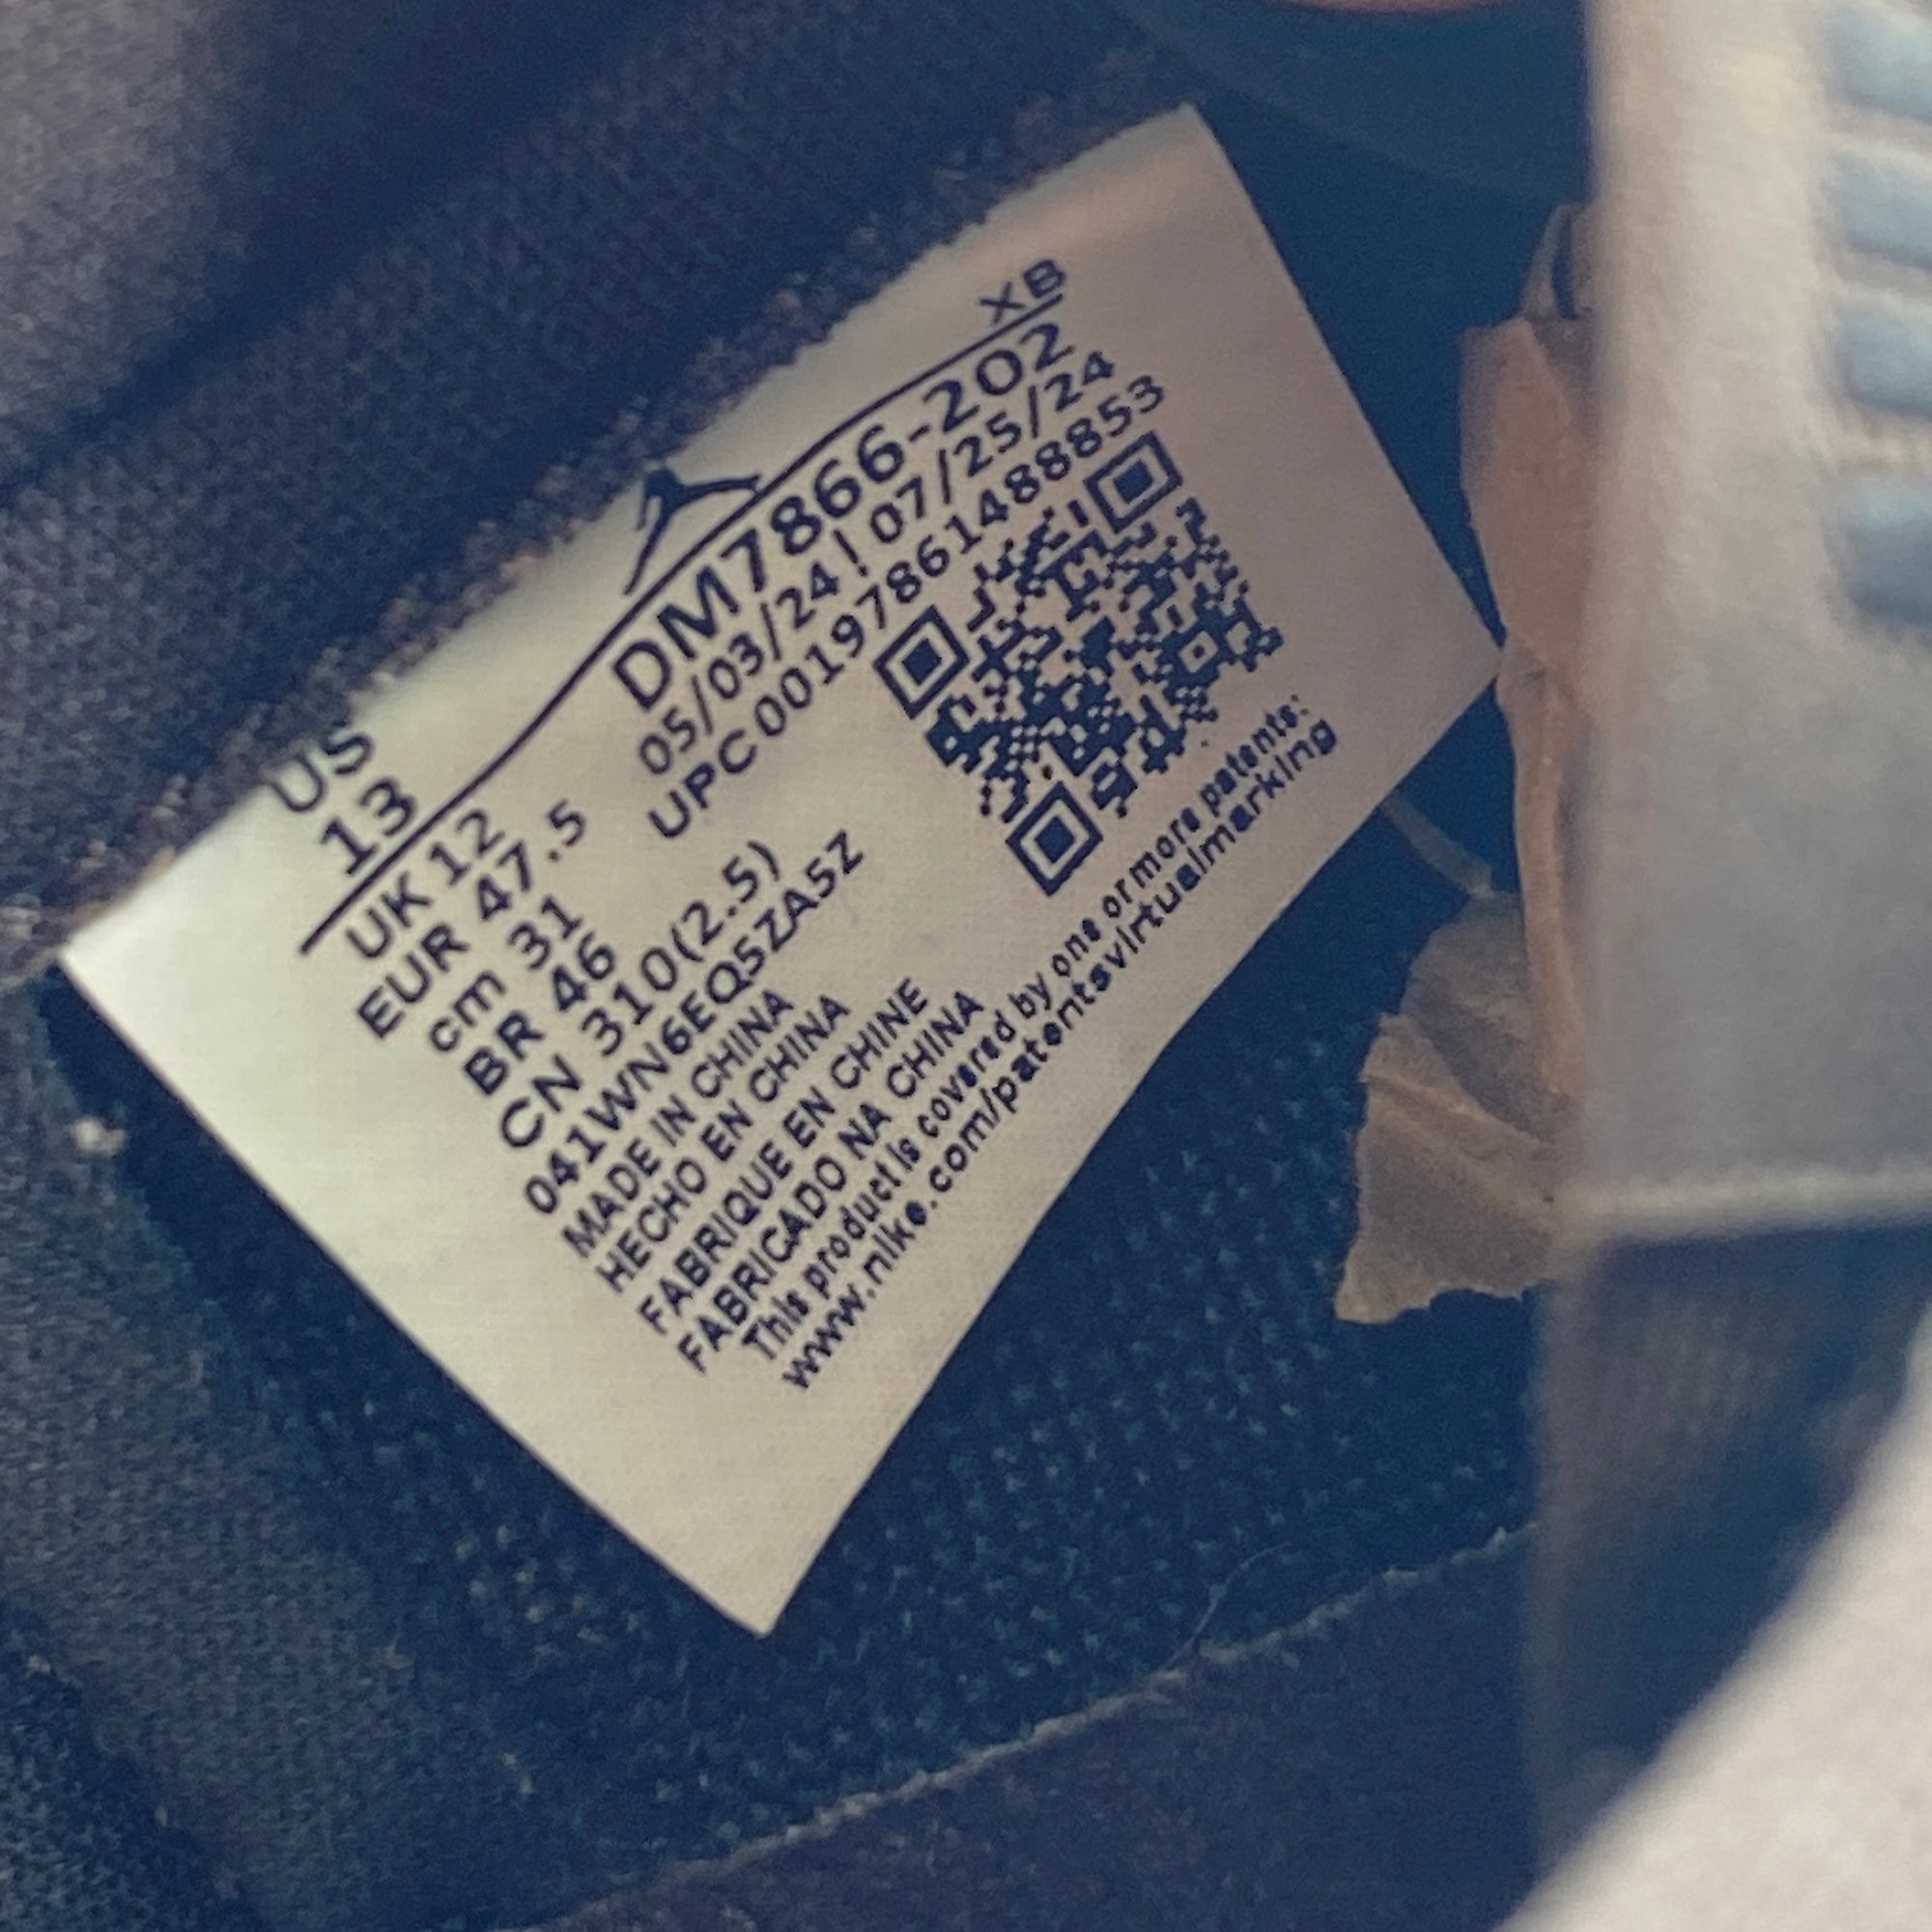 US
13
XB
UK 12
EUR 47.5
cm 31
BR 46
CN 310(2.5)
DM7866-202
05/03/24 ! 07/25/24
UPC 00197861488853
041WN6EQ5ZA5Z
MADE IN CHINA
HECHO EN CHINA
FABRIQUE EN CHINE
FABRICADO NA CHINA
This product is covered by one or more patents:
www.nike.com/patentsvirtualmarking